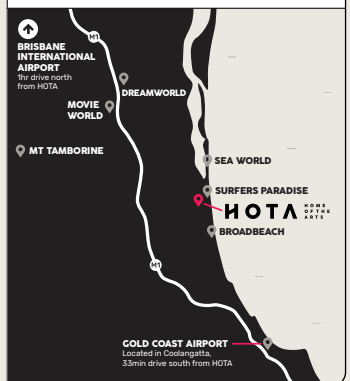 M1
BRISBANE
INTERNATIONAL
AIRPORT
1hr drive north
from HOTA
DREAMWORLD
MOVIE
WORLD
MT TAMBORINE
SEA WORLD
SURFERS PARADISE
HOTA HOME
OF THE
ARTS
BROADBEACH
M1
GOLD COAST AIRPORT
Located in Coolangatta,
33min drive south from HOTA